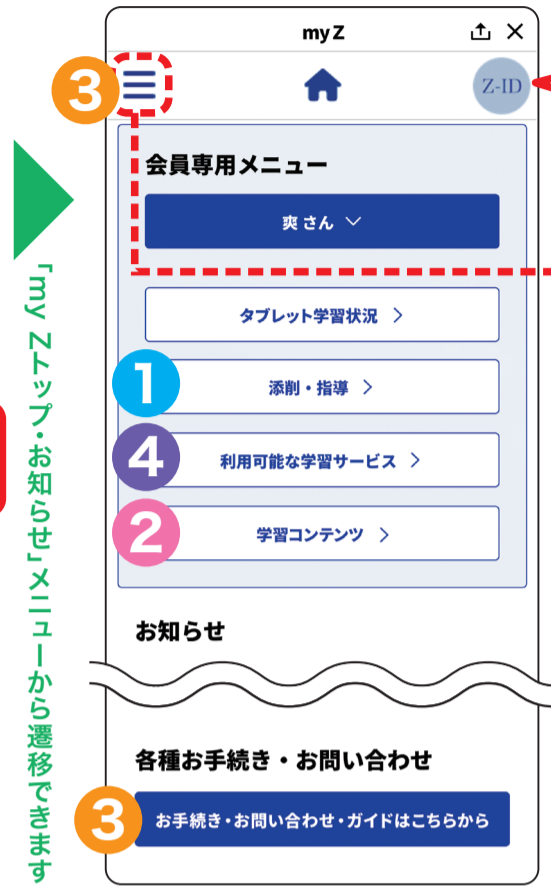 my Z
3
Z-ID
会員専用メニュー
爽 さん
タブレット学習状況
1
添削・指導
4
利用可能な学習サービス
2
学習コンテンツ
お知らせ
各種お手続き・お問い合わせ
3
お手続き・お問い合わせ・ガイドはこちらから
「my Zトップ・お知らせ」メニューから遷移できます